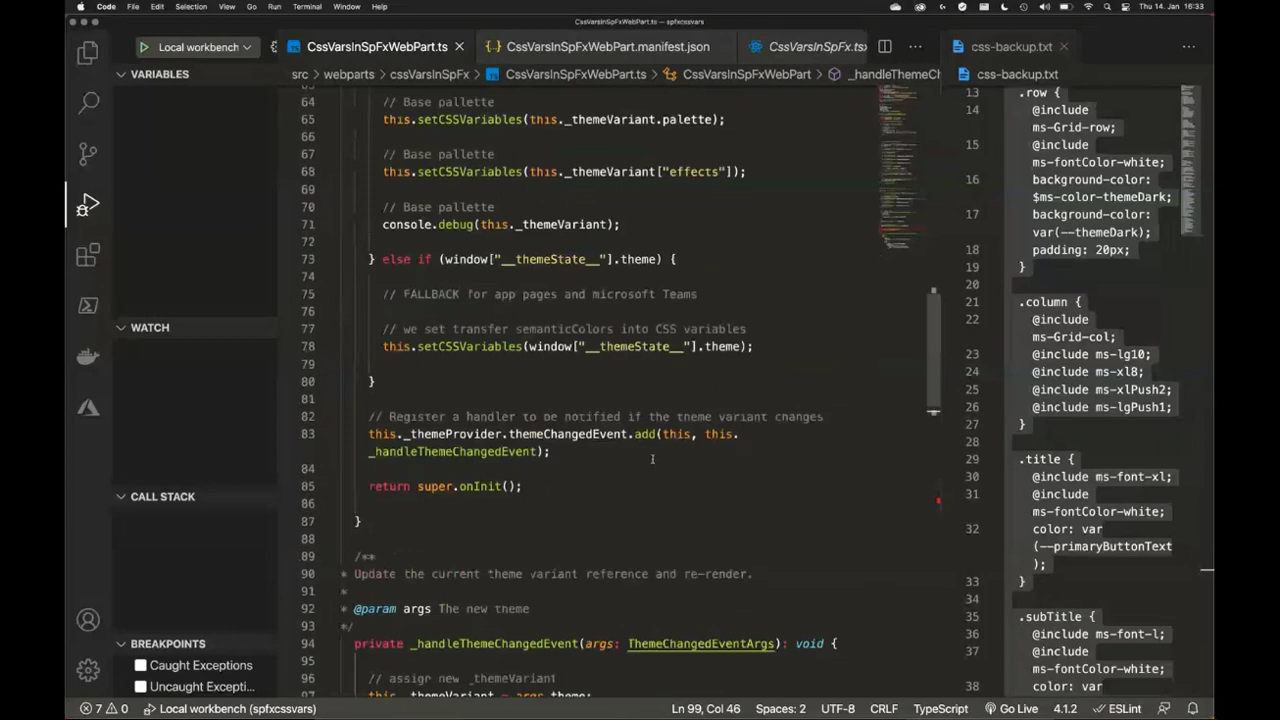 Code File Edit Selection View Go Run Terminal Window Help Thu 14. Jan 16:33
CssVarsInSpFxWebPart.ts — spfxcssvars
Local workbench
VARIABLES
WATCH
CALL STACK
BREAKPOINTS
Caught Exceptions
Uncaught Excepti...
CssVarsInSpFxWebPart.ts
CssVarsInSpFxWebPart.manifest.json
CssVarsInSpFx.tsx
src webparts cssVarsInSpFx CssVarsInSpFxWebPart.ts CssVarsInSpFxWebPart _handleThemeCh
64 // Base pallette
65 this.setCSSVariables(this._themeVariant.palette);
66
67 // Base pallette
68 this.setCSSVariables(this._themeVariant["effects"]);
69
70 // Base pallette
71 console.debug(this._themeVariant);
72
73 } else if (window["__themeState__"].theme) {
74
75 // FALLBACK for app pages and microsoft Teams
76
77 // we set transfer semanticColors into CSS variables
78 this.setCSSVariables(window["__themeState__"].theme);
79
80 }
81
82 // Register a handler to be notified if the theme variant changes
83 this._themeProvider.themeChangedEvent.add(this, this.
_handleThemeChangedEvent);
84
85 return super.onInit();
86
87 }
88
89 /**
90 * Update the current theme variant reference and re-render.
91 *
92 * @param args The new theme
93 */
94 private _handleThemeChangedEvent(args: ThemeChangedEventArgs): void {
95
96 // assign new _themeVariant
97 this._themeVariant = args.theme;
css-backup.txt
css-backup.txt
13 .row {
14 @include
ms-Grid-row;
15 @include
ms-fontColor-white;
16 background-color:
$ms-color-themeDark;
17 background-color:
var(--themeDark);
18 padding: 20px;
19 }
20
21 .column {
22 @include
ms-Grid-col;
23 @include ms-lg10;
24 @include ms-xl8;
25 @include ms-xlPush2;
26 @include ms-lgPush1;
27 }
28
29 .title {
30 @include ms-font-xl;
31 @include
ms-fontColor-white;
32 color: var
(--primaryButtonText
);
33 }
34
35 .subTitle {
36 @include ms-font-l;
37 @include
ms-fontColor-white;
38 color: var
7 0 Local workbench (spfxcssvars) Ln 99, Col 46 Spaces: 2 UTF-8 CRLF TypeScript Go Live 4.1.2 ESLint